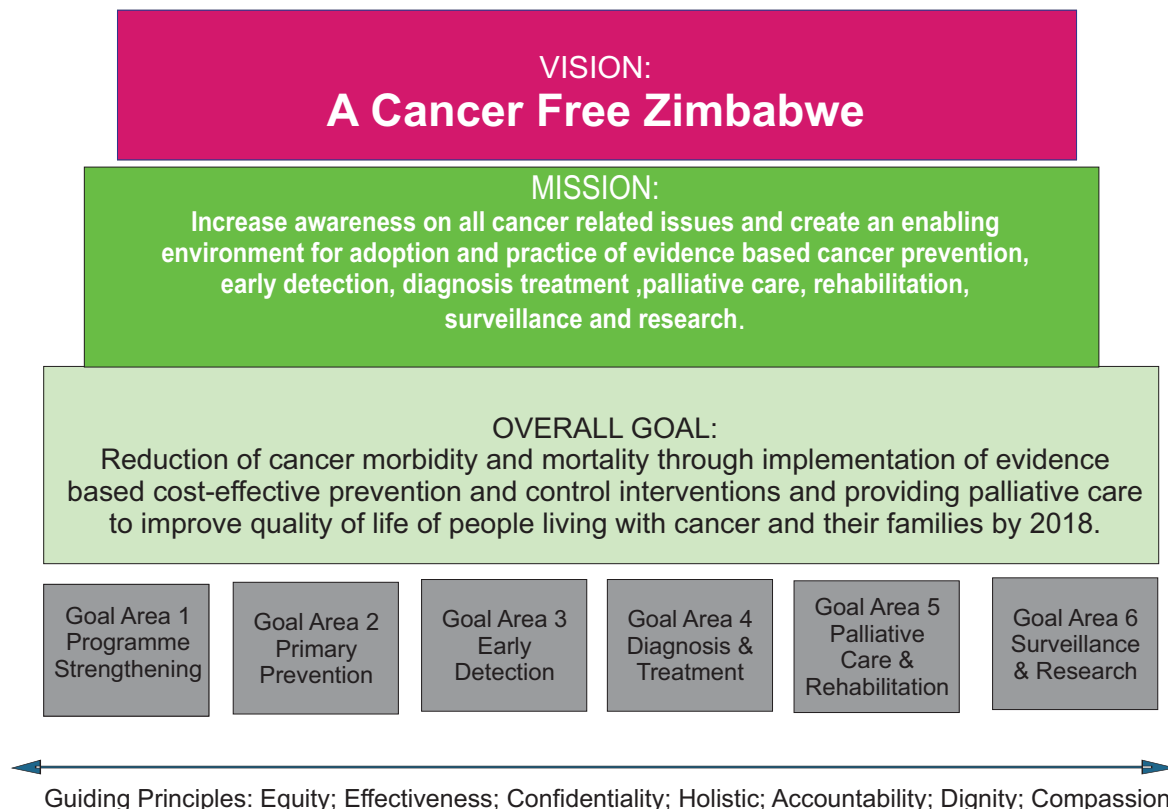 VISION:
A Cancer Free Zimbabwe
MISSION:
Increase awareness on all cancer related issues and create an enabling
environment for adoption and practice of evidence based cancer prevention,
early detection, diagnosis treatment ,palliative care, rehabilitation,
surveillance and research.
OVERALL GOAL:
Reduction of cancer morbidity and mortality through implementation of evidence
based cost-effective prevention and control interventions and providing palliative care
to improve quality of life of people living with cancer and their families by 2018.
Goal Area 1
Programme
Strengthening
Goal Area 2
Primary
Prevention
Goal Area 3
Early
Detection
Goal Area 4
Diagnosis &
Treatment
Goal Area 5
Palliative
Care &
Rehabilitation
Goal Area 6
Surveillance
& Research
Guiding Principles: Equity; Effectiveness; Confidentiality; Holistic; Accountability; Dignity; Compassion